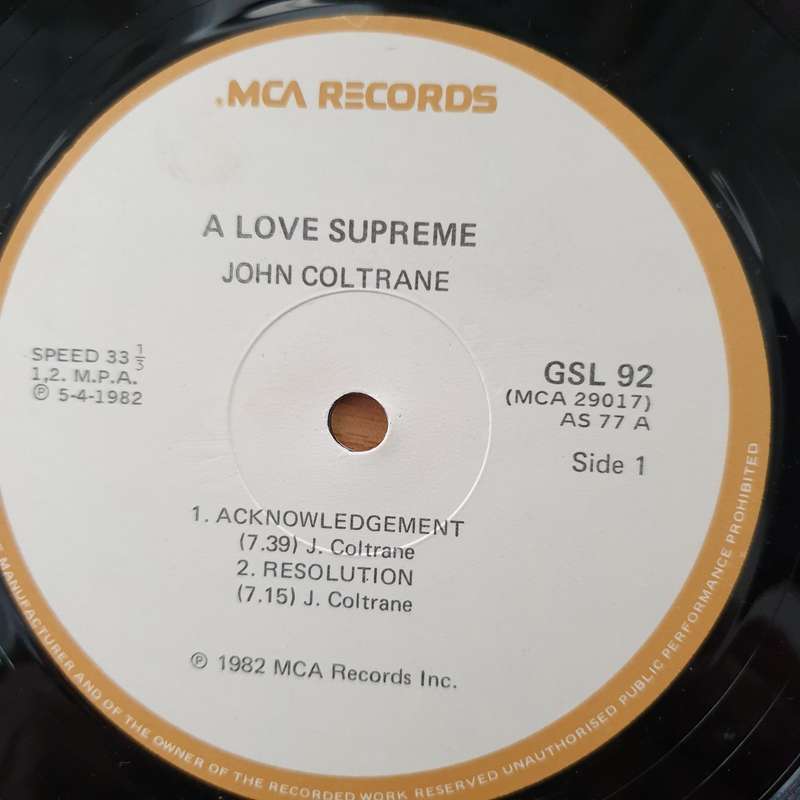 MCA RECORDS
A LOVE SUPREME
JOHN COLTRANE
SPEED 33 1/3
1,2. M.P.A.
℗ 5-4-1982
GSL 92
(MCA 29017)
AS 77 A
Side 1
1. ACKNOWLEDGEMENT
(7.39) J. Coltrane
2. RESOLUTION
(7.15) J. Coltrane
℗ 1982 MCA Records Inc.
MANUFACTURER AND OF THE OWNER OF THE RECORDED WORK RESERVED UNAUTHORISED PUBLIC PERFORMANCE PROHIBITED